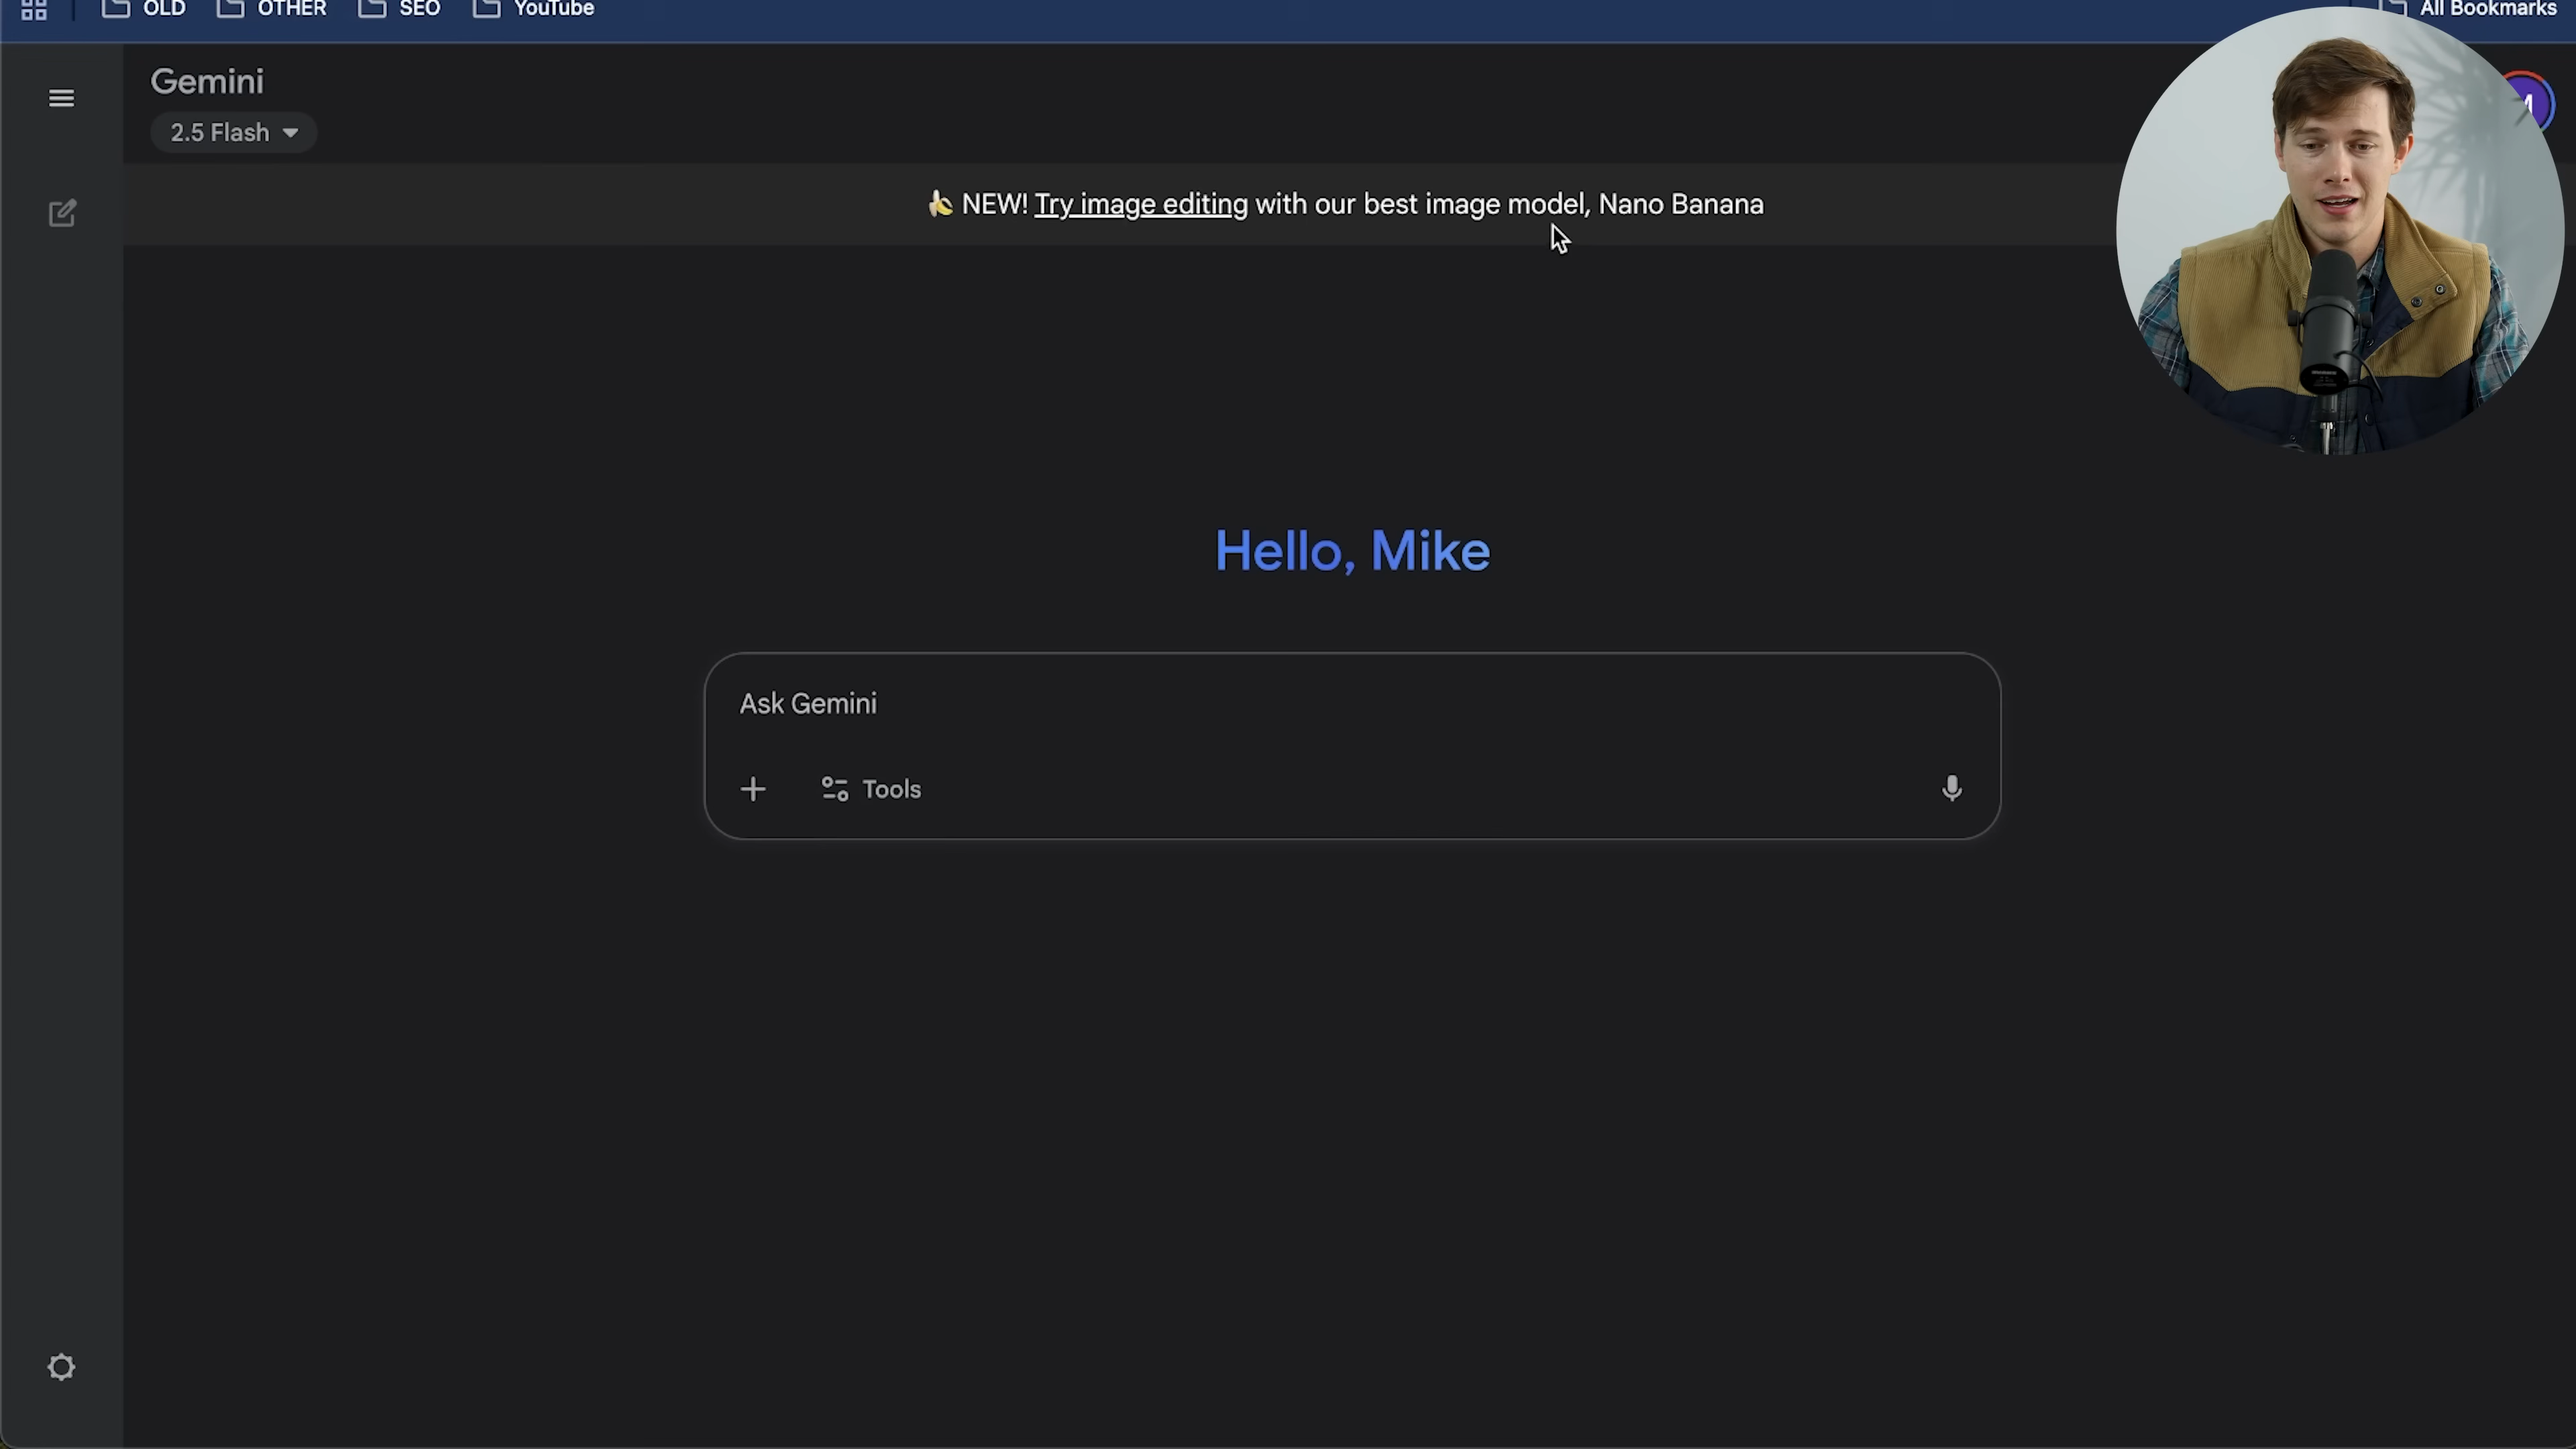 OLD OTHER SEO YouTube All Bookmarks
Gemini
2.5 Flash
NEW! Try image editing with our best image model, Nano Banana
Hello, Mike
Ask Gemini
Tools